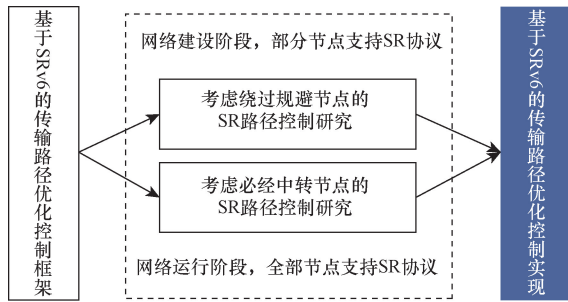 基于SRv6的传输路径优化控制框架
网络建设阶段，部分节点支持SR协议
考虑绕过规避节点的
SR路径控制研究
考虑必经中转节点的
SR路径控制研究
网络运行阶段，全部节点支持SR协议
基于SRv6的传输路径优化控制实现